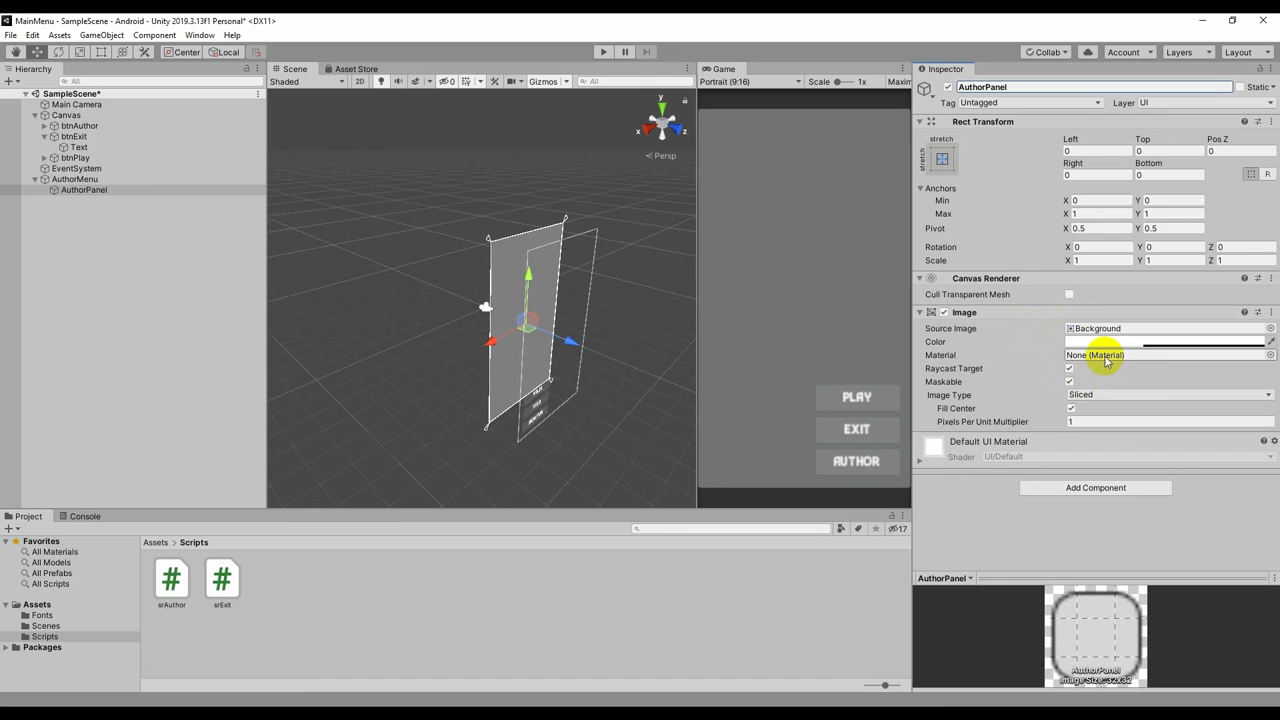 MainMenu - SampleScene - Android - Unity 2019.3.13f1 Personal* <DX11>
File Edit Assets GameObject Component Window Help
Center Local Collab Account Layers Layout
Hierarchy
All
SampleScene*
Main Camera
Canvas
btnAuthor
btnExit
Text
btnPlay
EventSystem
AuthorMenu
AuthorPanel
Scene Asset Store
Shaded 2D 0 Gizmos All
y
x z
Persp
Game
Portrait (9:16) Scale 1x Maxim
PLAY
EXIT
AUTHOR
Inspector
AuthorPanel Static
Tag Untagged Layer UI
Rect Transform
stretch Left Top Pos Z
stretch 0 0 0
Right Bottom
0 0 R
Anchors
Min X 0 Y 0
Max X 1 Y 1
Pivot X 0.5 Y 0.5
Rotation X 0 Y 0 Z 0
Scale X 1 Y 1 Z 1
Canvas Renderer
Cull Transparent Mesh
Image
Source Image Background
Color
Material None (Material)
Raycast Target
Maskable
Image Type Sliced
Fill Center
Pixels Per Unit Multiplier 1
Default UI Material
Shader UI/Default
Add Component
AuthorPanel
AuthorPanel
Image Size: 32x32
Project Console
17
Favorites
All Materials
All Models
All Prefabs
All Scripts
Assets
Fonts
Scenes
Scripts
Packages
Assets > Scripts
# #
srAuthor srExit